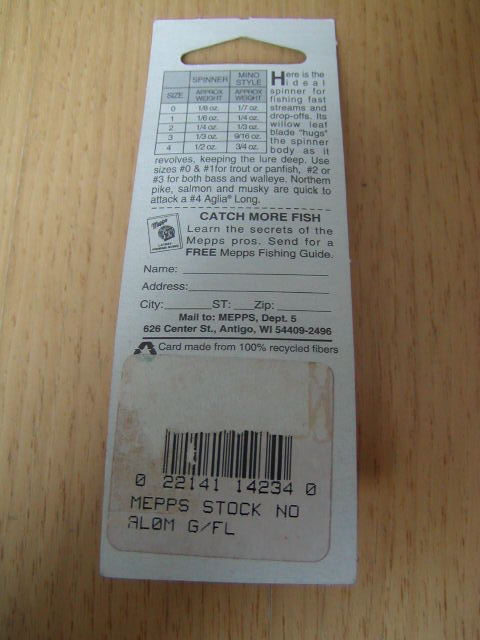 SPINNER MINO STYLE
SIZE APPROX WEIGHT APPROX WEIGHT
0 1/8 oz. 1/7 oz.
1 1/6 oz. 1/4 oz.
2 1/4 oz. 1/3 oz.
3 1/3 oz. 9/16 oz.
4 1/2 oz. 3/4 oz.
Here is the
ideal
spinner for
fishing fast
streams and
drop-offs. Its
willow leaf
blade "hugs"
the spinner
body as it
revolves, keeping the lure deep. Use
sizes #0 & #1for trout or panfish, #2 or
#3 for both bass and walleye. Northern
pike, salmon and musky are quick to
attack a #4 Aglia® Long.
Mepps
CATCH MORE FISH
Learn the secrets of the
Mepps pros. Send for a
FREE Mepps Fishing Guide.
Name:
Address:
City: ST: Zip:
Mail to: MEPPS, Dept. 5
626 Center St., Antigo, WI 54409-2496
Card made from 100% recycled fibers
0 22141 14234 0
MEPPS STOCK NO
AL0M G/FL